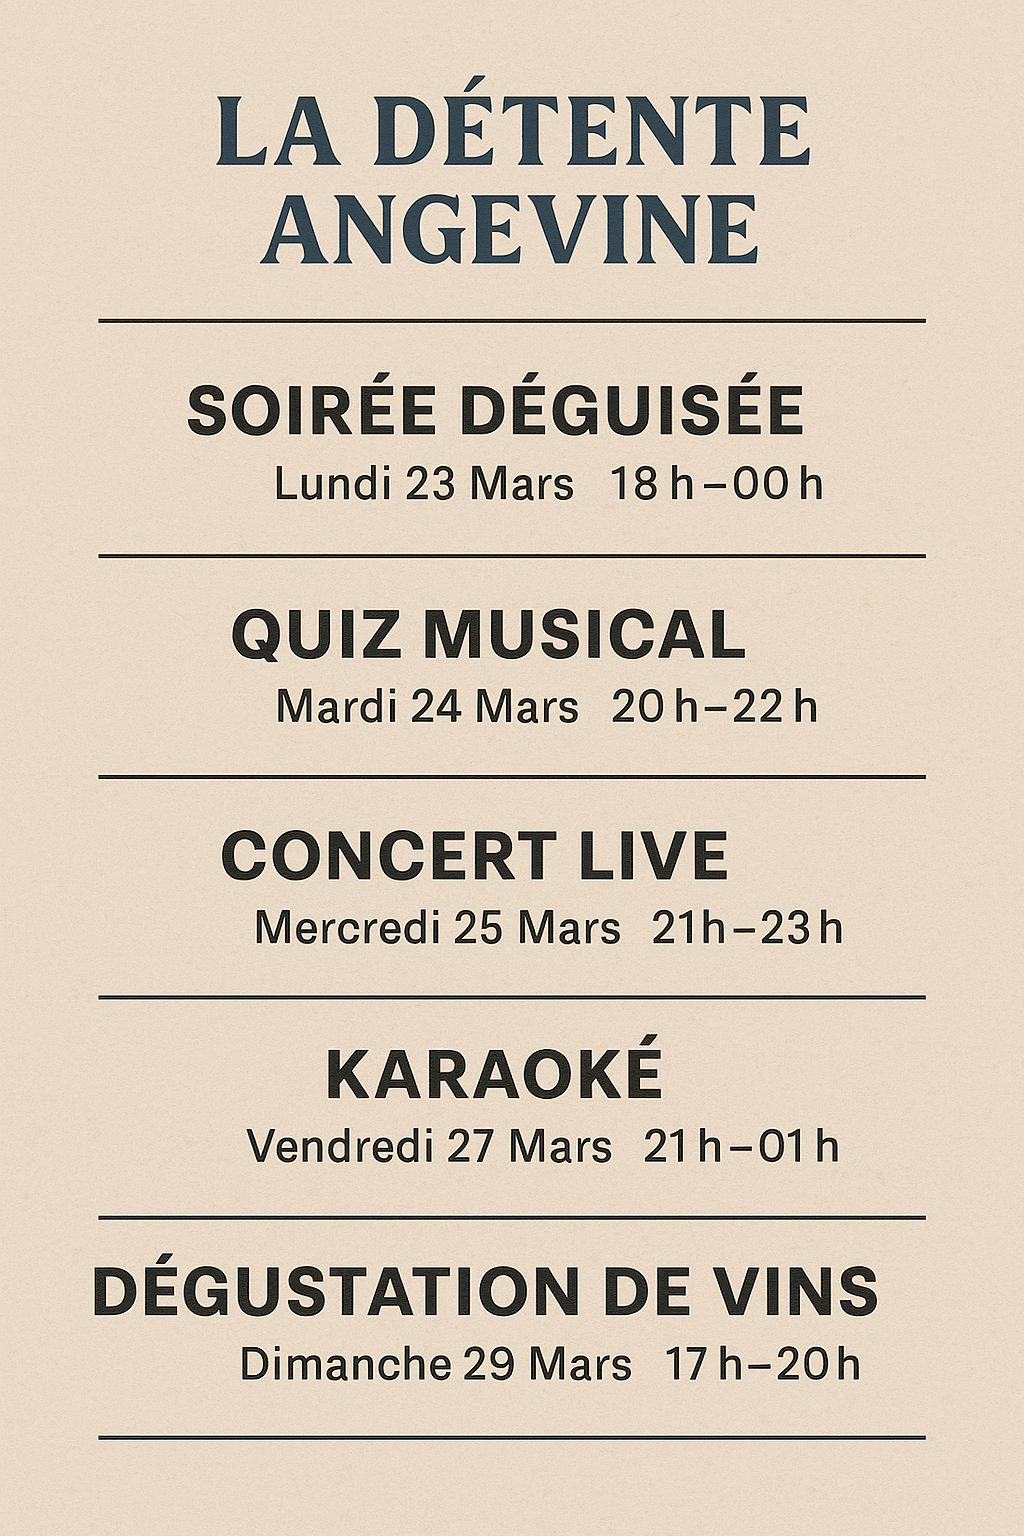 LA DÉTENTE
ANGEVINE
SOIRÉE DÉGUISÉE
Lundi 23 Mars 18 h – 00 h
QUIZ MUSICAL
Mardi 24 Mars 20 h – 22 h
CONCERT LIVE
Mercredi 25 Mars 21h – 23 h
KARAOKÉ
Vendredi 27 Mars 21 h – 01 h
DÉGUSTATION DE VINS
Dimanche 29 Mars 17 h – 20 h